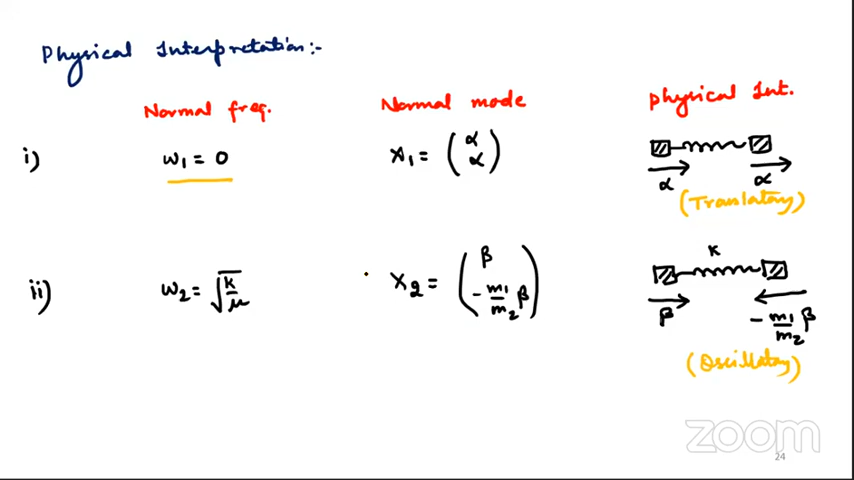 Physical Interpretation:-
Normal freq. Normal mode physical Int.
i) ω₁ = 0 X₁ = (α α)
α α
(Translatory)
ii) ω₂ = √(k/μ) X₂ = (β -m₁/m₂ β) K
β -m₁/m₂ β
(Oscillatory)
zoom
24